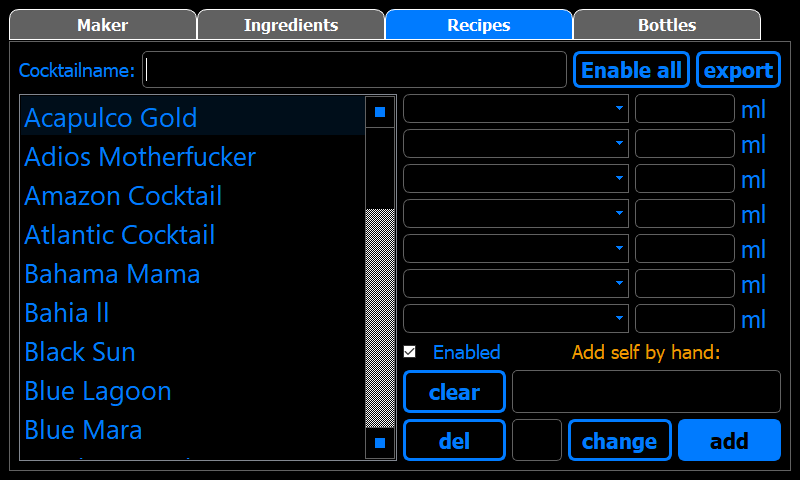 Maker Ingredients Recipes Bottles
Cocktailname: Enable all export
Acapulco Gold
Adios Motherfucker
Amazon Cocktail
Atlantic Cocktail
Bahama Mama
Bahia ll
Black Sun
Blue Lagoon
Blue Mara
ml
ml
ml
ml
ml
ml
ml
Enabled Add self by hand:
clear
del change add